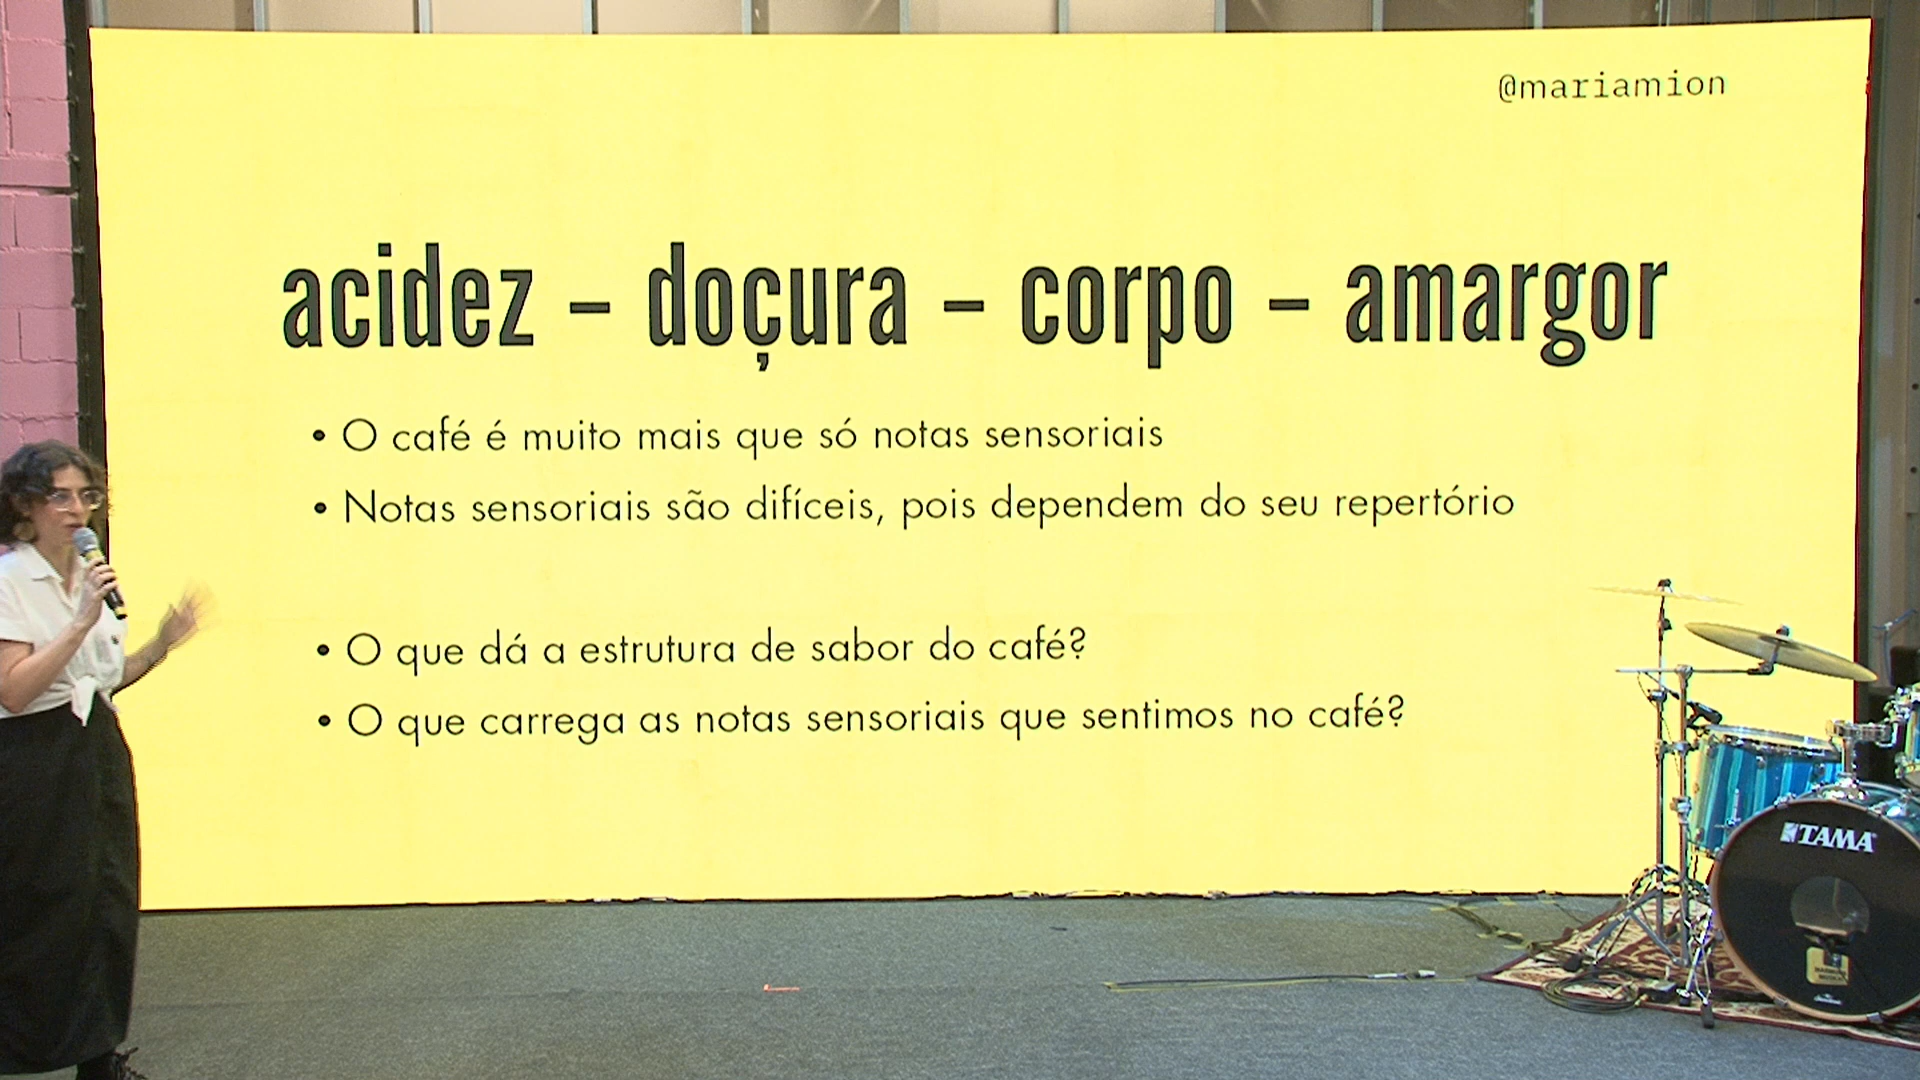 @mariamion
acidez – doçura – corpo – amargor
• O café é muito mais que só notas sensoriais
• Notas sensoriais são difíceis, pois dependem do seu repertório
• O que dá a estrutura de sabor do café?
• O que carrega as notas sensoriais que sentimos no café?
TAMA